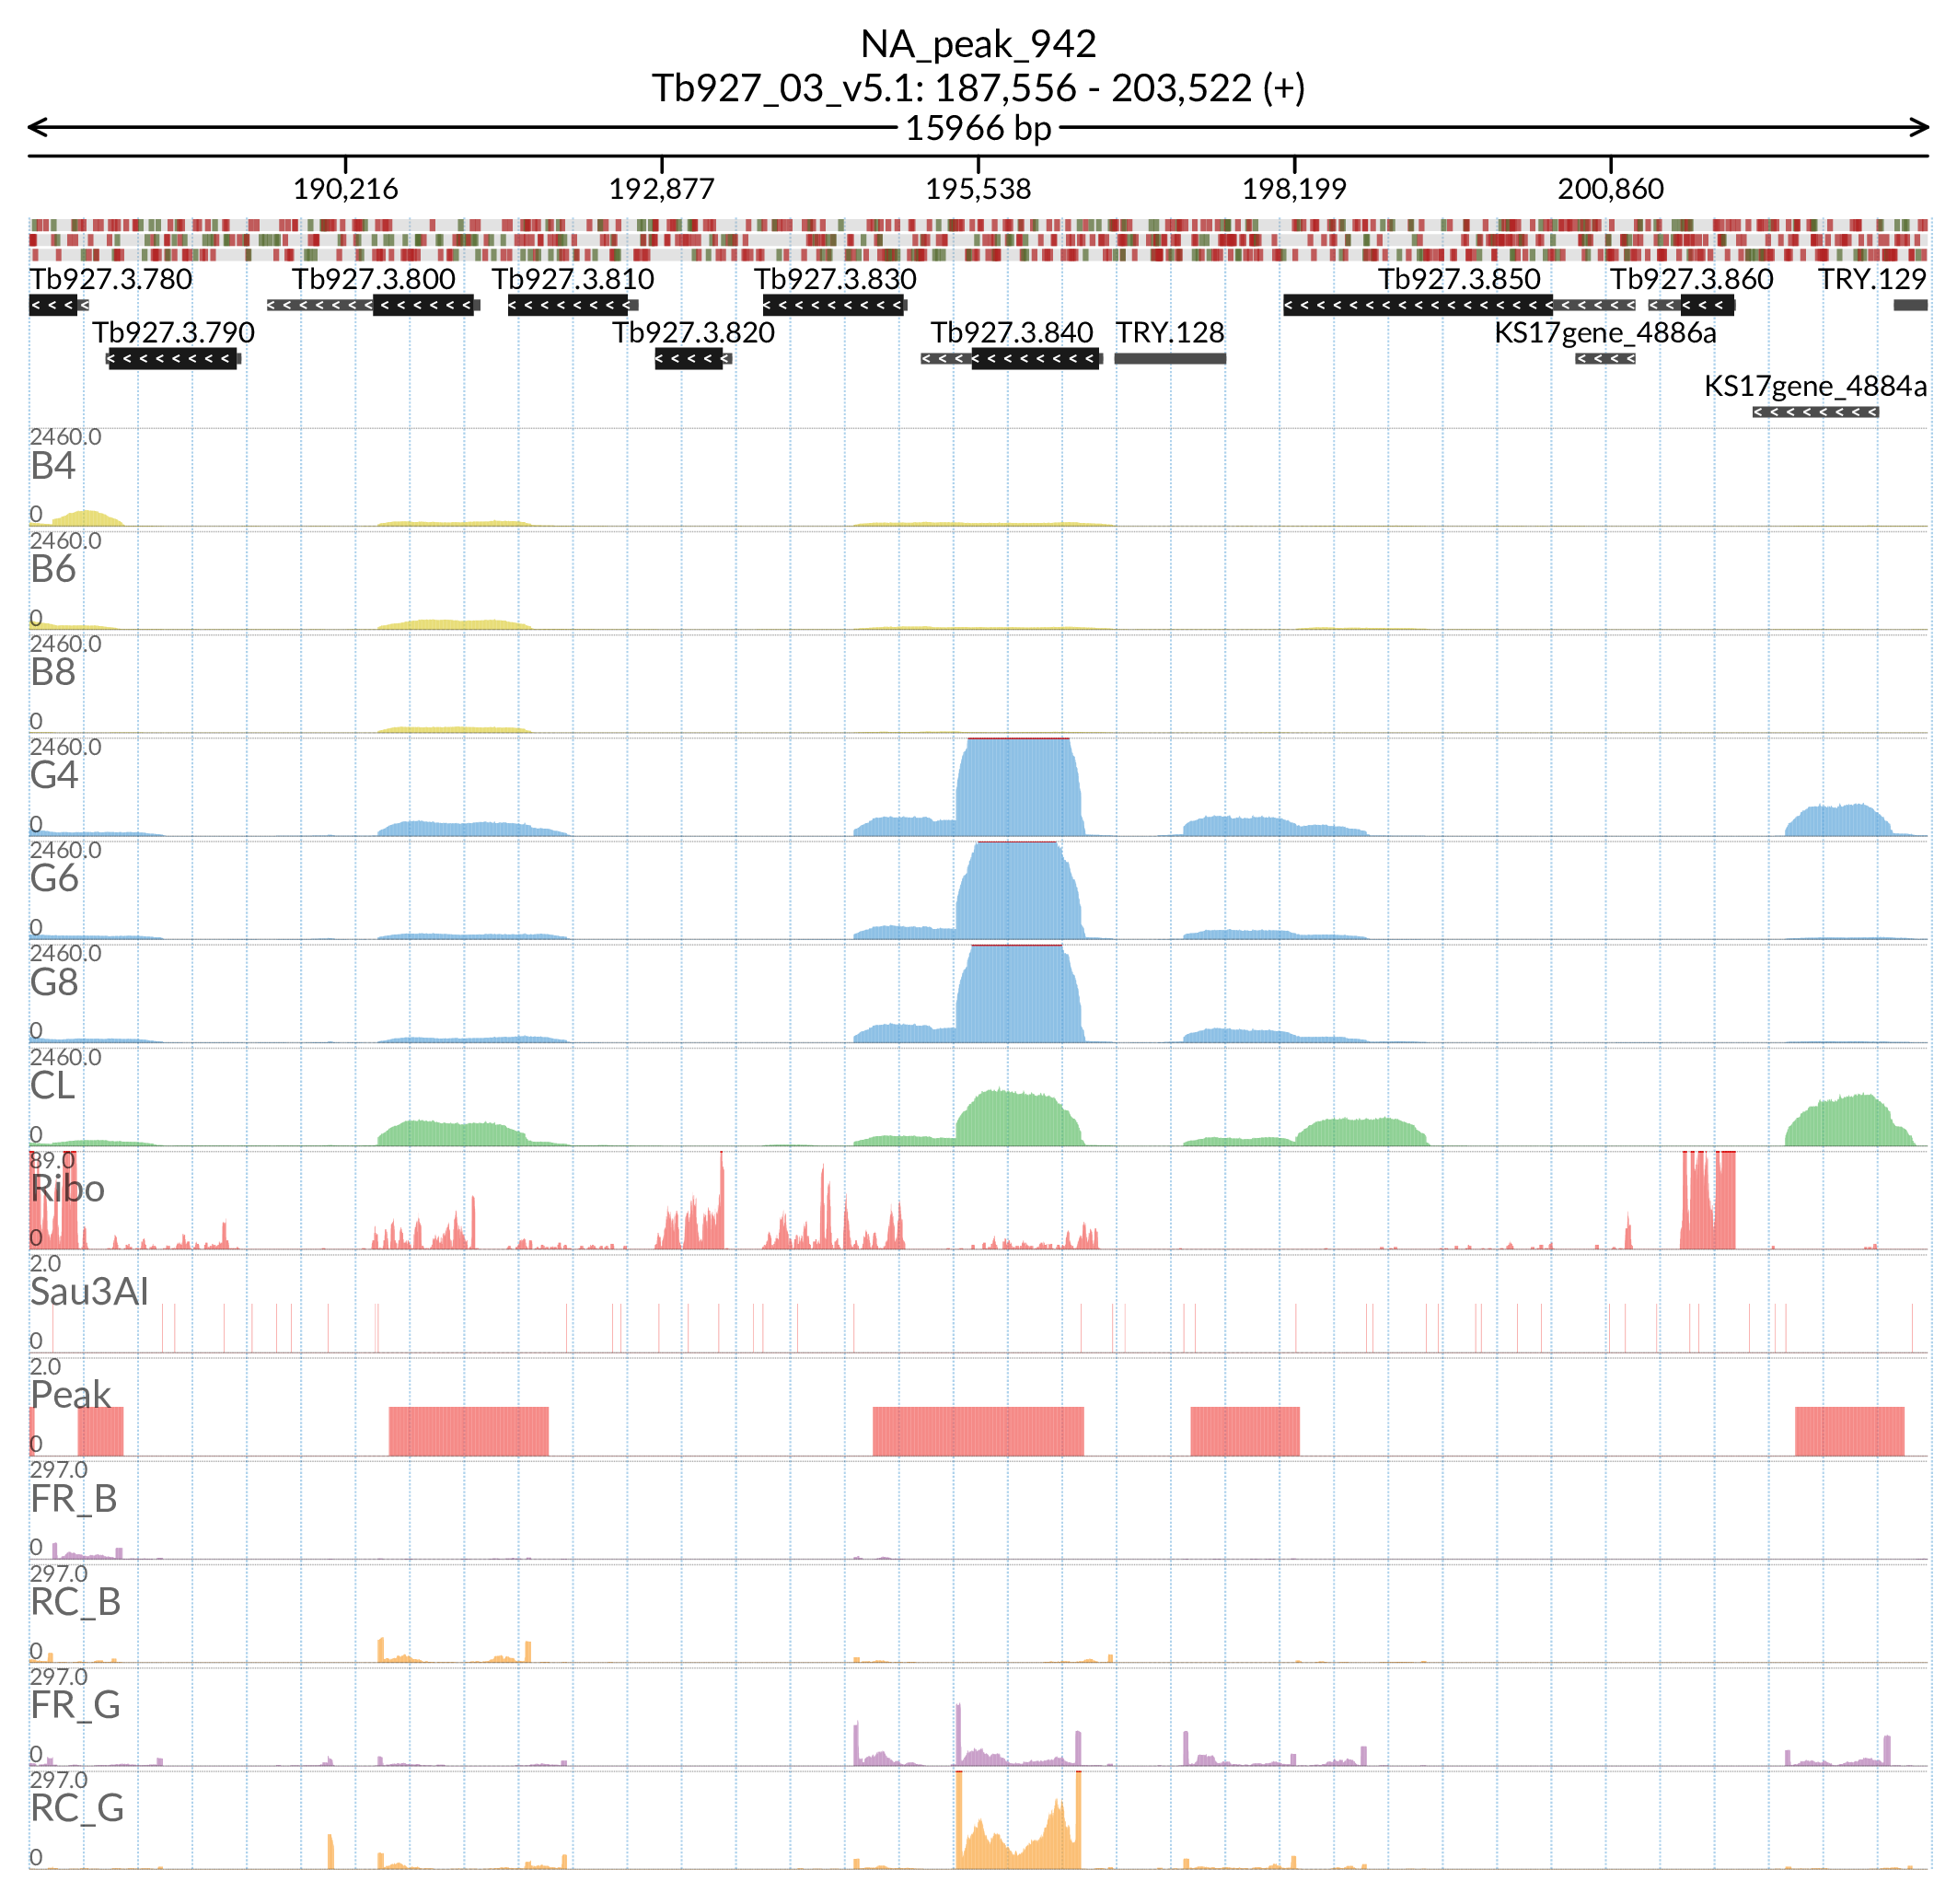 NA_peak_942
Tb927_03_v5.1: 187,556 - 203,522 (+)
15966 bp
190,216 192,877 195,538 198,199 200,860
Tb927.3.780 Tb927.3.800 Tb927.3.810 Tb927.3.830 Tb927.3.850 Tb927.3.860 TRY.129
Tb927.3.790 Tb927.3.820 Tb927.3.840 TRY.128 KS17gene_4886a
KS17gene_4884a
2460.0
B4
0
2460.0
B6
0
2460.0
B8
0
2460.0
G4
0
2460.0
G6
0
2460.0
G8
0
2460.0
CL
0
89.0
Ribo
0
2.0
Sau3AI
0
2.0
Peak
0
297.0
FR_B
0
297.0
RC_B
0
297.0
FR_G
0
297.0
RC_G
0